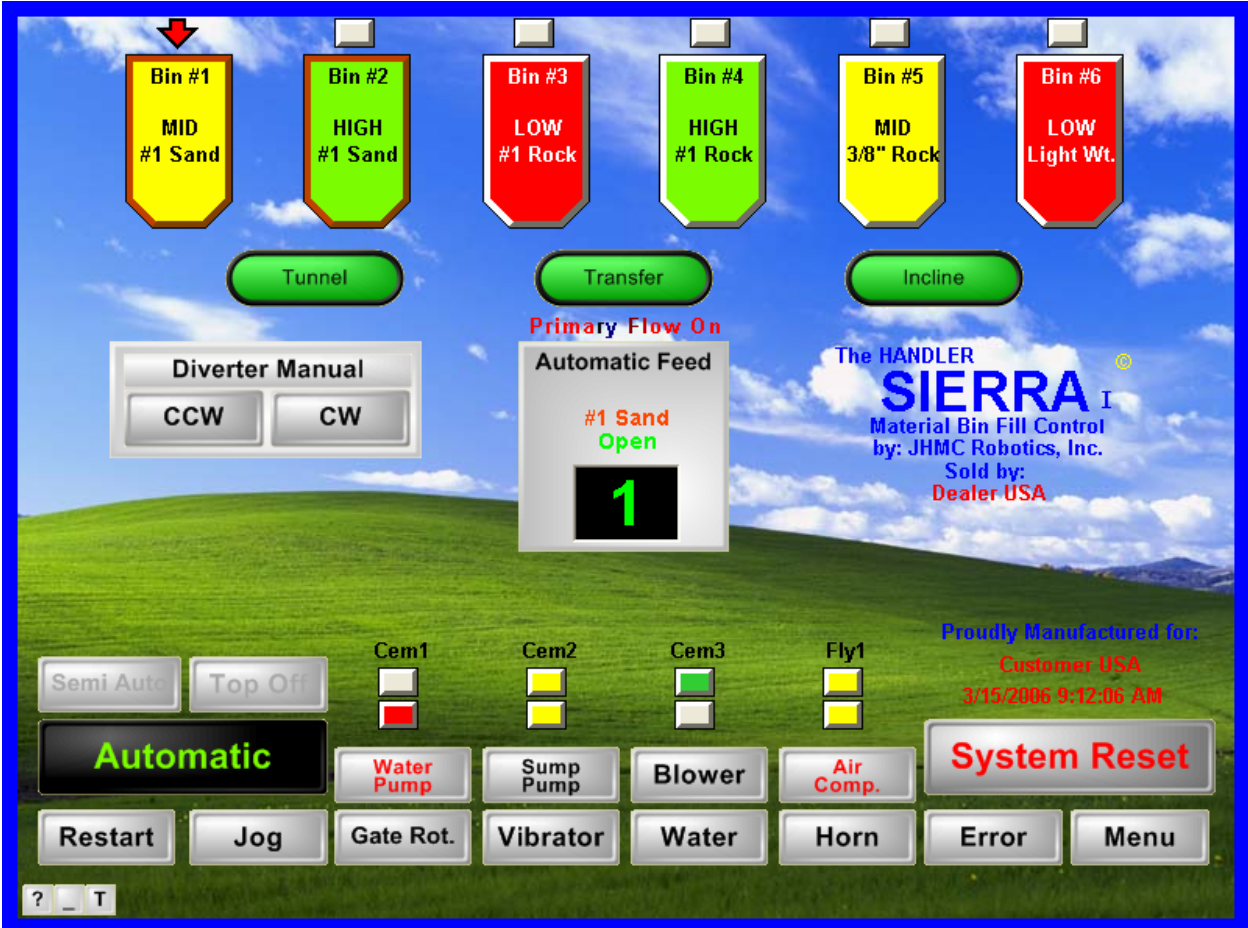 Bin #1
MID
#1 Sand
Bin #2
HIGH
#1 Sand
Bin #3
LOW
#1 Rock
Bin #4
HIGH
#1 Rock
Bin #5
MID
3/8" Rock
Bin #6
LOW
Light Wt.
Tunnel
Transfer
Incline
Primary Flow On
Diverter Manual
CCW
CW
Automatic Feed
#1 Sand
Open
1
The HANDLER
©
SIERRA I
Material Bin Fill Control
by: JHMC Robotics, Inc.
Sold by:
Dealer USA
Proudly Manufactured for:
Customer USA
3/15/2006 9:12:06 AM
Cem1
Cem2
Cem3
Fly1
Semi Auto
Top Off
Automatic
Water
Pump
Sump
Pump
Blower
Air
Comp.
System Reset
Restart
Jog
Gate Rot.
Vibrator
Water
Horn
Error
Menu
?
_
T